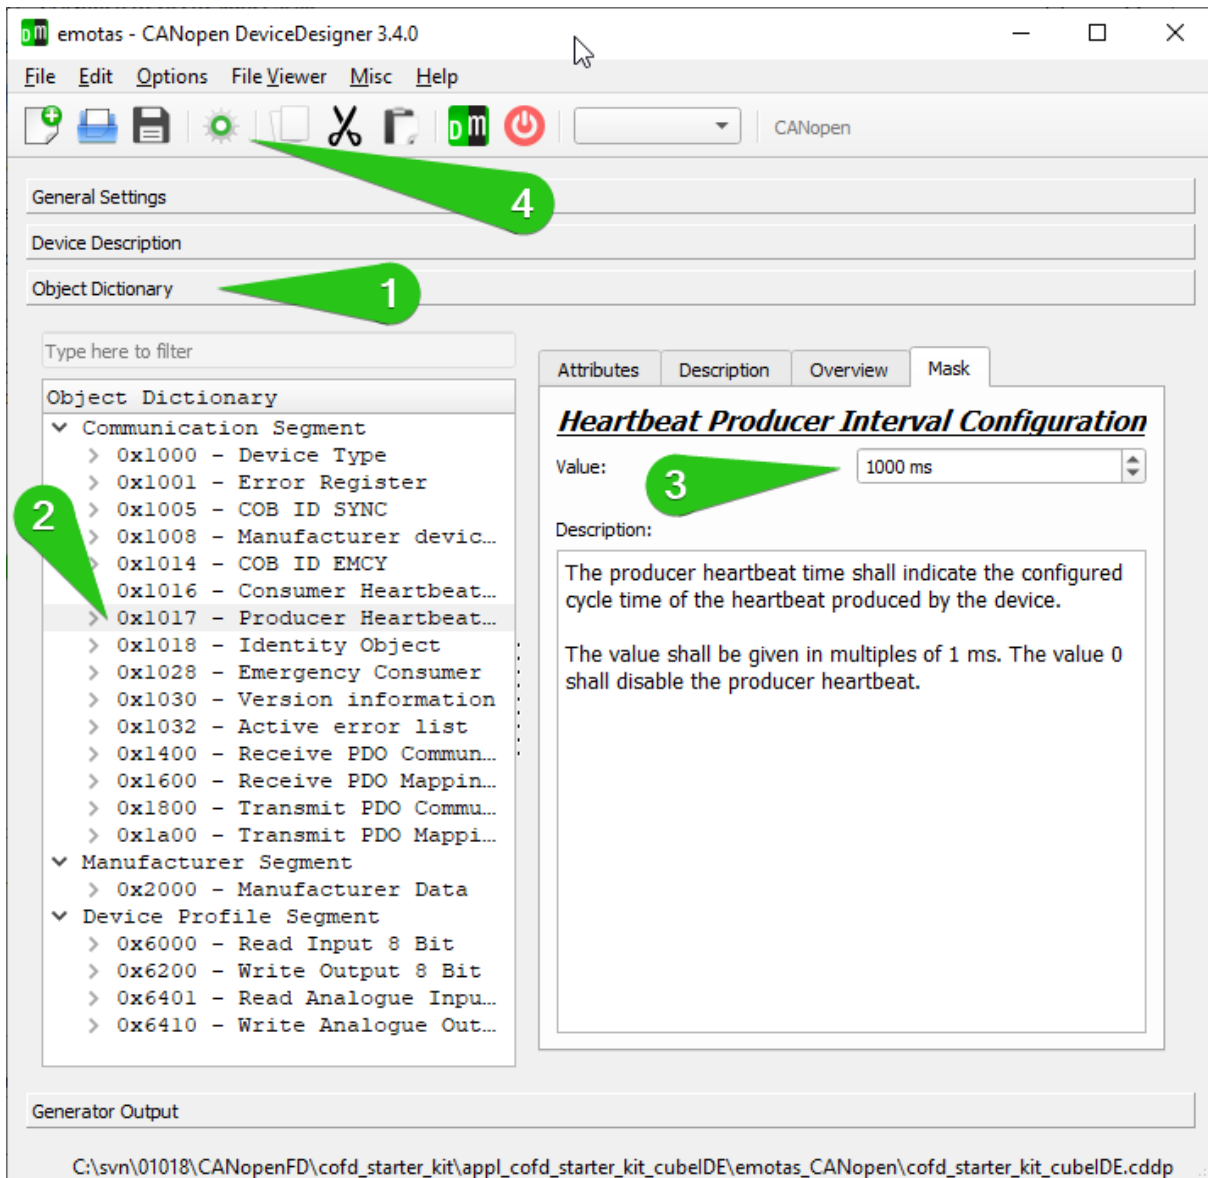 DM emotas - CANopen DeviceDesigner 3.4.0
File Edit Options File Viewer Misc Help
DM CANopen
General Settings
4
Device Description
Object Dictionary
1
Type here to filter
Attributes Description Overview Mask
Object Dictionary
Communication Segment
0x1000 - Device Type
0x1001 - Error Register
0x1005 - COB ID SYNC
0x1008 - Manufacturer devic...
0x1014 - COB ID EMCY
0x1016 - Consumer Heartbeat...
0x1017 - Producer Heartbeat...
0x1018 - Identity Object
0x1028 - Emergency Consumer
0x1030 - Version information
0x1032 - Active error list
0x1400 - Receive PDO Commun...
0x1600 - Receive PDO Mappin...
0x1800 - Transmit PDO Commu...
0x1a00 - Transmit PDO Mappi...
Manufacturer Segment
0x2000 - Manufacturer Data
Device Profile Segment
0x6000 - Read Input 8 Bit
0x6200 - Write Output 8 Bit
0x6401 - Read Analogue Inpu...
0x6410 - Write Analogue Out...
2
Heartbeat Producer Interval Configuration
Value: 1000 ms
3
Description:
The producer heartbeat time shall indicate the configured
cycle time of the heartbeat produced by the device.
The value shall be given in multiples of 1 ms. The value 0
shall disable the producer heartbeat.
Generator Output
C:\svn\01018\CANopenFD\cofd_starter_kit\appl_cofd_starter_kit_cubeIDE\emotas_CANopen\cofd_starter_kit_cubeIDE.cddp